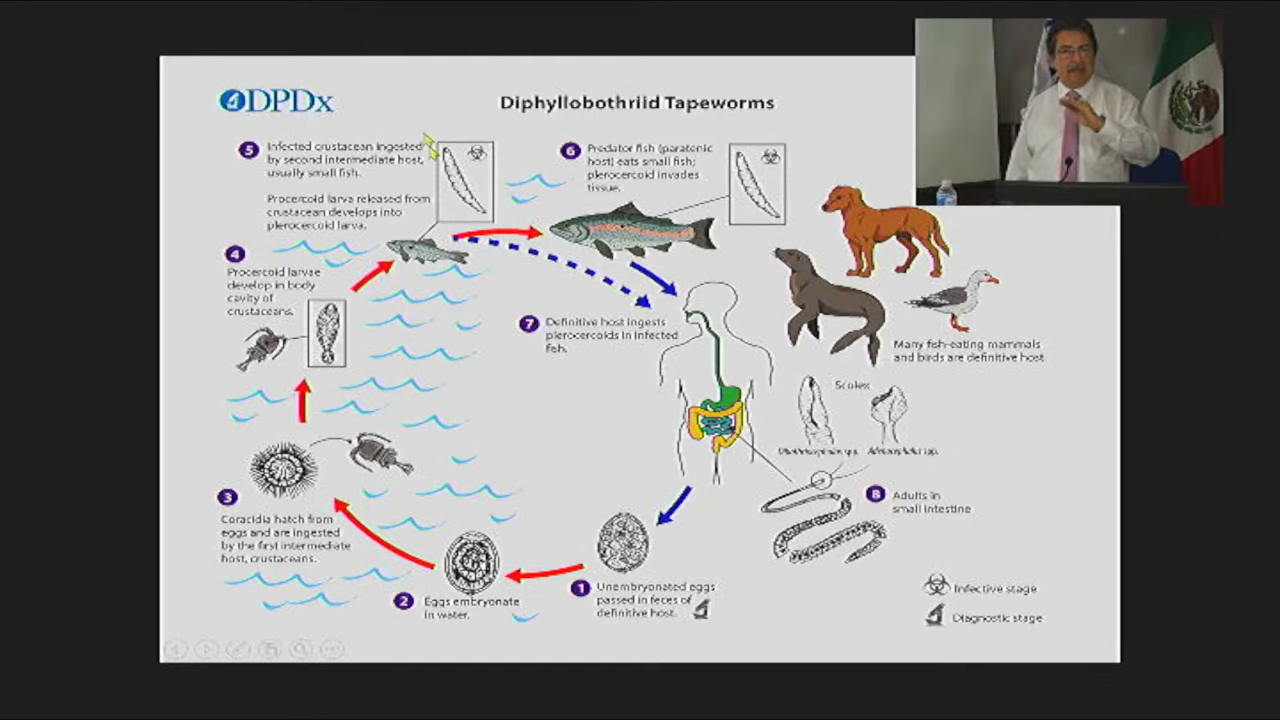 DPDx
Diphyllobothriid Tapeworms
5
Infected crustacean ingested
by second intermediate host,
usually small fish.
Procercoid larva released from
crustacean develops into
plerocercoid larva.
6
Predator fish (paratenic
host) eats small fish;
plerocercoid invades
tissue.
4
Procercoid larvae
develop in body
cavity of
crustaceans.
7
Definitive host ingests
plerocercoids in infected
fish.
Many fish-eating mammals
and birds are definitive host
Scolex
spp.
spp.
8
Adults in
small intestine
3
Coracidia hatch from
eggs and are ingested
by the first intermediate
host, crustaceans.
2
Eggs embryonate
in water.
1
Unembryonated eggs
passed in feces of
definitive host.
Infective stage
Diagnostic stage